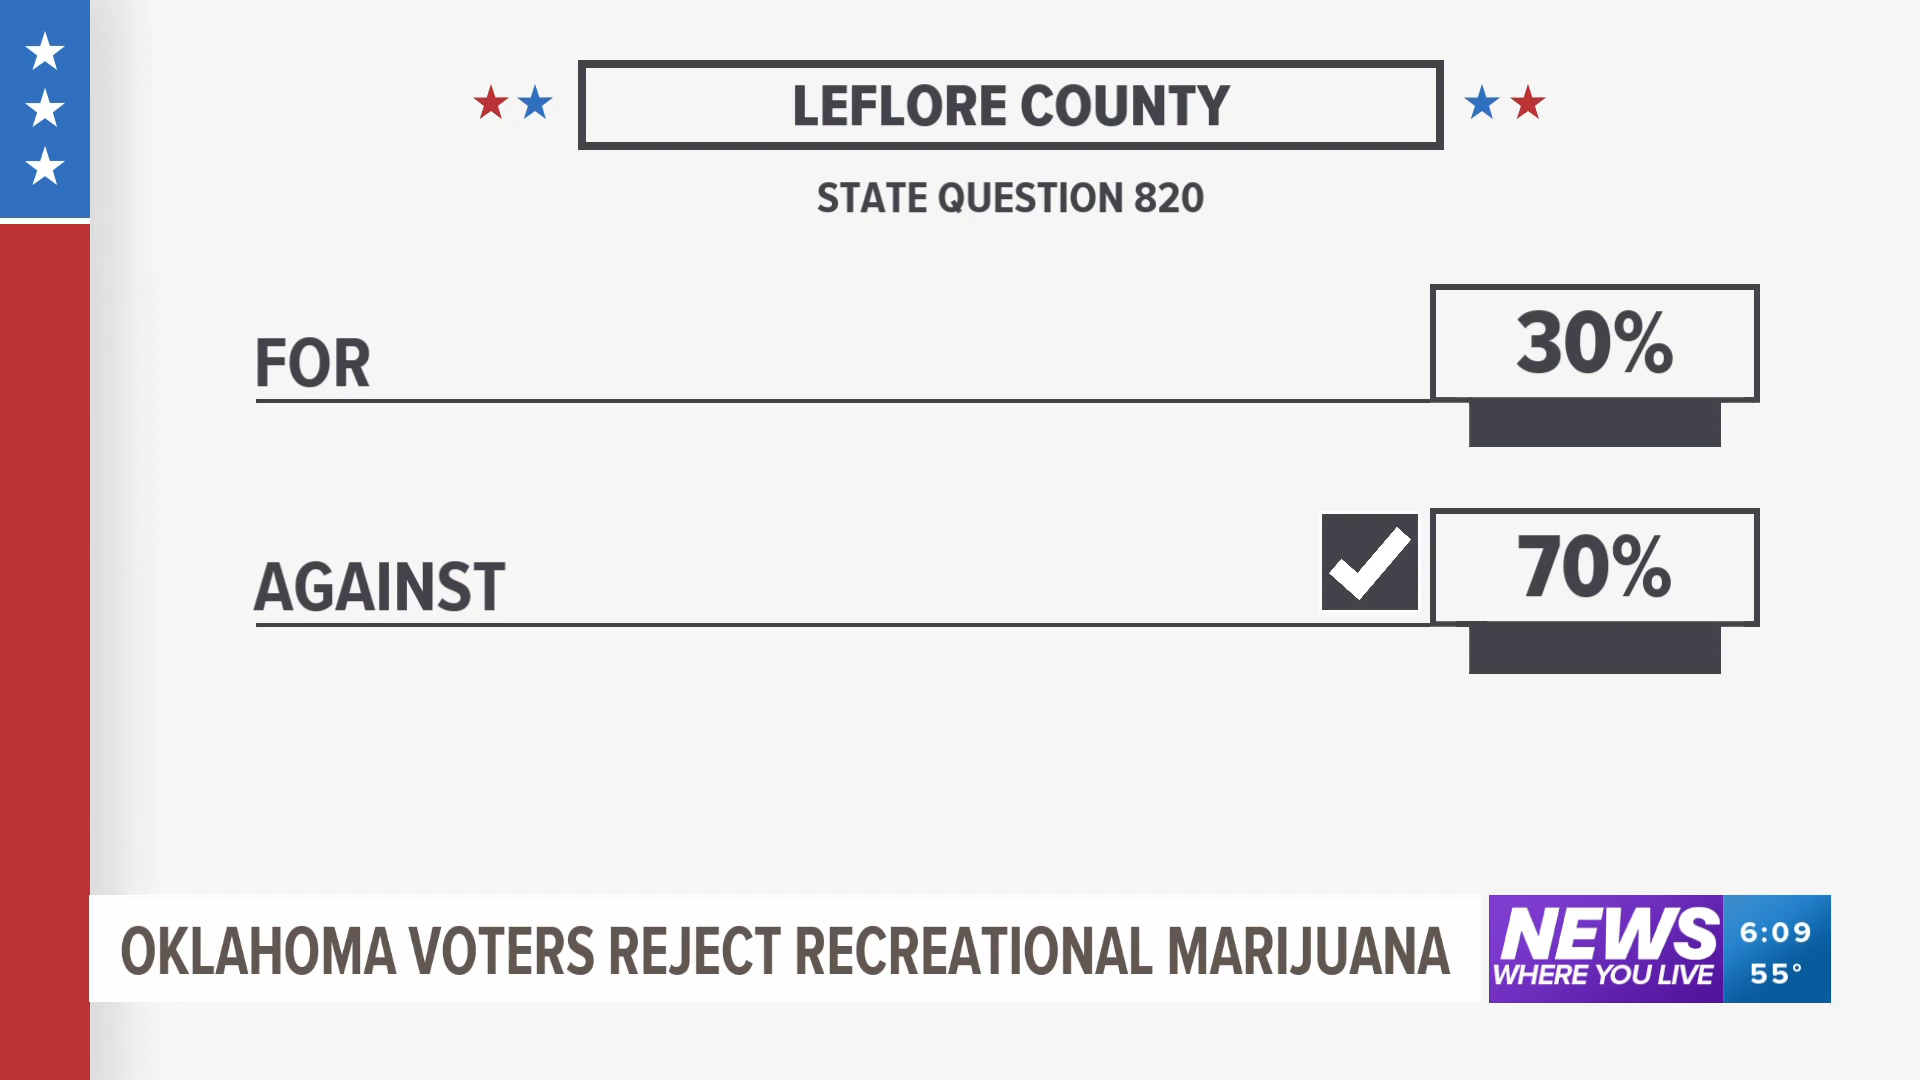 LEFLORE COUNTY
STATE QUESTION 820
FOR
30%
AGAINST
70%
OKLAHOMA VOTERS REJECT RECREATIONAL MARIJUANA
NEWS
WHERE YOU LIVE
6:09
55°